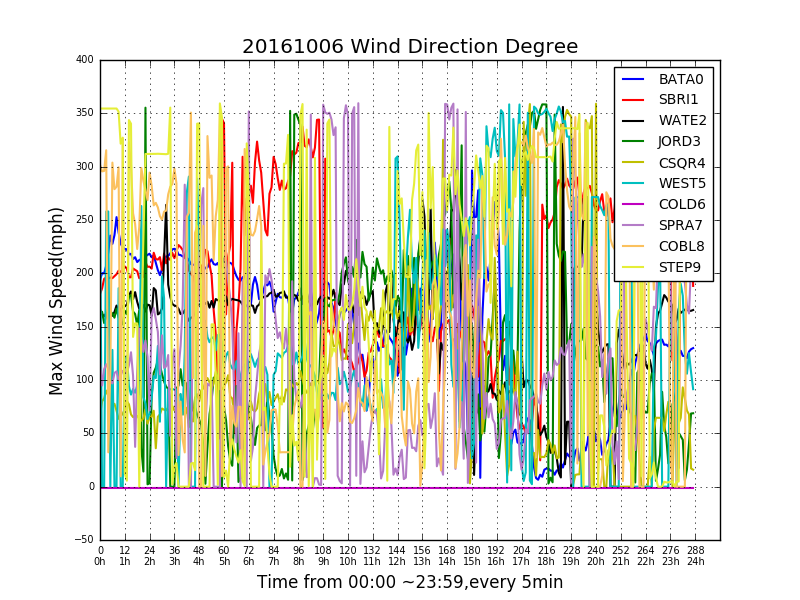 20161006 Wind Direction Degree
Max Wind Speed(mph)
400
350
300
250
200
150
100
50
0
−50
BATA0
SBRI1
WATE2
JORD3
CSQR4
WEST5
COLD6
SPRA7
COBL8
STEP9
0 12 24 36 48 60 72 84 96 108 120 132 144 156 168 180 192 204 216 228 240 252 264 276 288
0h 1h 2h 3h 4h 5h 6h 7h 8h 9h 10h 11h 12h 13h 14h 15h 16h 17h 18h 19h 20h 21h 22h 23h 24h
Time from 00:00 ~23:59,every 5min